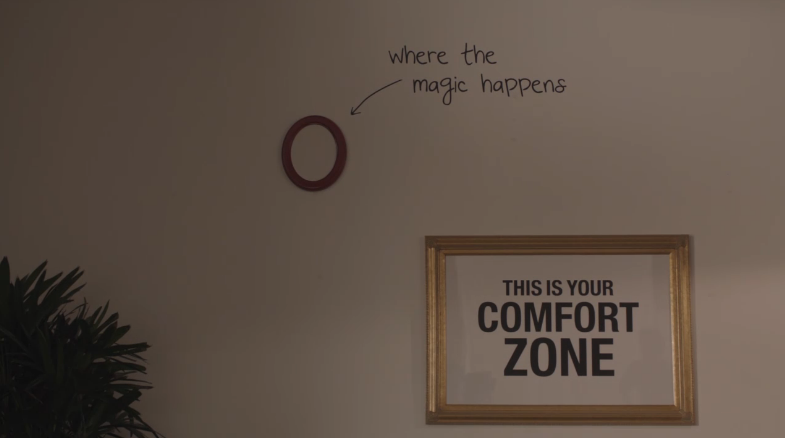 where the
magic happens
THIS IS YOUR
COMFORT
ZONE